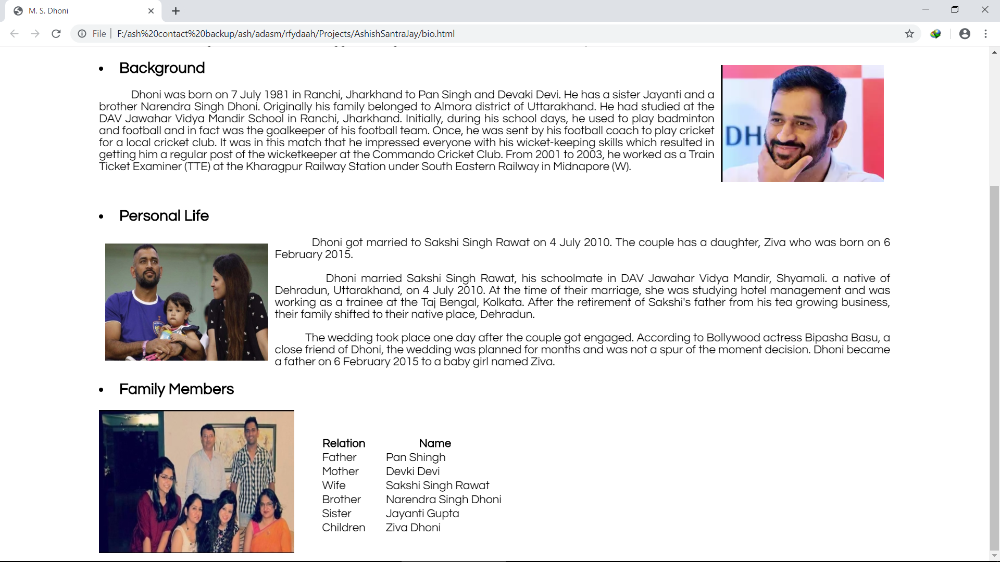 M. S. Dhoni
File
F:/ash%20contact%20backup/ash/adasm/rfydaah/Projects/AshishSantraJay/bio.html
• Background
Dhoni was born on 7 July 1981 in Ranchi, Jharkhand to Pan Singh and Devaki Devi. He has a sister Jayanti and a
brother Narendra Singh Dhoni. Originally his family belonged to Almora district of Uttarakhand. He had studied at the
DAV Jawahar Vidya Mandir School in Ranchi, Jharkhand. Initially, during his school days, he used to play badminton
and football and in fact was the goalkeeper of his football team. Once, he was sent by his football coach to play cricket
for a local cricket club. It was in this match that he impressed everyone with his wicket-keeping skills which resulted in
getting him a regular post of the wicketkeeper at the Commando Cricket Club. From 2001 to 2003, he worked as a Train
Ticket Examiner (TTE) at the Kharagpur Railway Station under South Eastern Railway in Midnapore (W).
DH
• Personal Life
Dhoni got married to Sakshi Singh Rawat on 4 July 2010. The couple has a daughter, Ziva who was born on 6
February 2015.
Dhoni married Sakshi Singh Rawat, his schoolmate in DAV Jawahar Vidya Mandir, Shyamali. a native of
Dehradun, Uttarakhand, on 4 July 2010. At the time of their marriage, she was studying hotel management and was
working as a trainee at the Taj Bengal, Kolkata. After the retirement of Sakshi's father from his tea growing business,
their family shifted to their native place, Dehradun.
The wedding took place one day after the couple got engaged. According to Bollywood actress Bipasha Basu, a
close friend of Dhoni, the wedding was planned for months and was not a spur of the moment decision. Dhoni became
a father on 6 February 2015 to a baby girl named Ziva.
• Family Members
Relation Name
Father Pan Shingh
Mother Devki Devi
Wife Sakshi Singh Rawat
Brother Narendra Singh Dhoni
Sister Jayanti Gupta
Children Ziva Dhoni